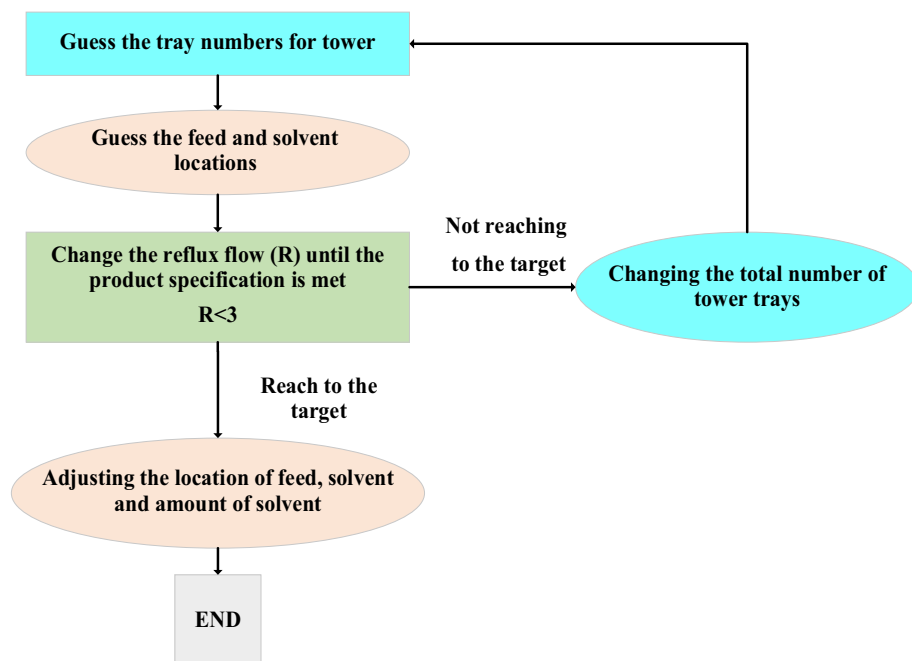 Guess the tray numbers for tower
Guess the feed and solvent
locations
Change the reflux flow (R) until the
product specification is met
R<3
Not reaching
to the target
Changing the total number of
tower trays
Reach to the
target
Adjusting the location of feed, solvent
and amount of solvent
END